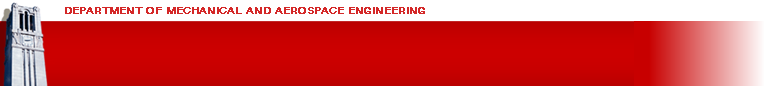 DEPARTMENT OF MECHANICAL AND AEROSPACE ENGINEERING